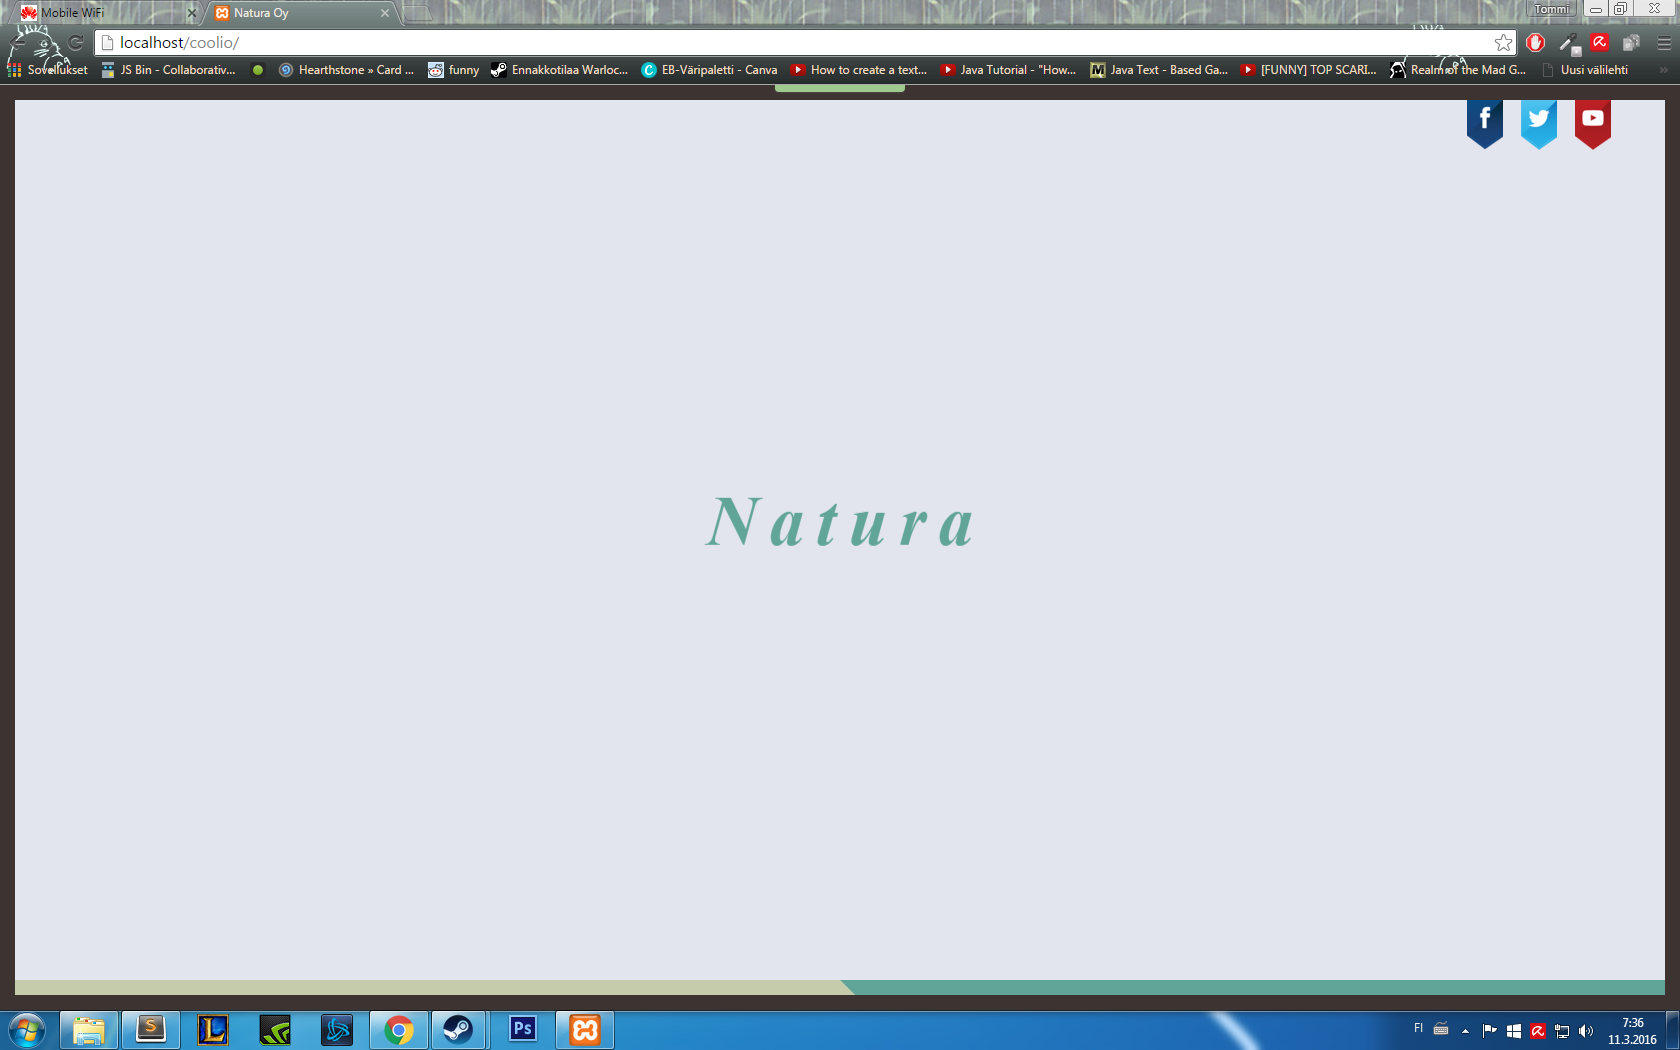 Mobile WiFi
Natura Oy
Tommi
localhost/coolio/
Sovellukset
JS Bin - Collaborativ...
Hearthstone » Card ...
funny
Ennakkotilaa Warloc...
EB-Väripaletti - Canva
How to create a text...
Java Tutorial - "How...
Java Text - Based Ga...
[FUNNY] TOP SCARI...
Realm of the Mad G...
Uusi välilehti
N a t u r a
FI
7:36
11.3.2016